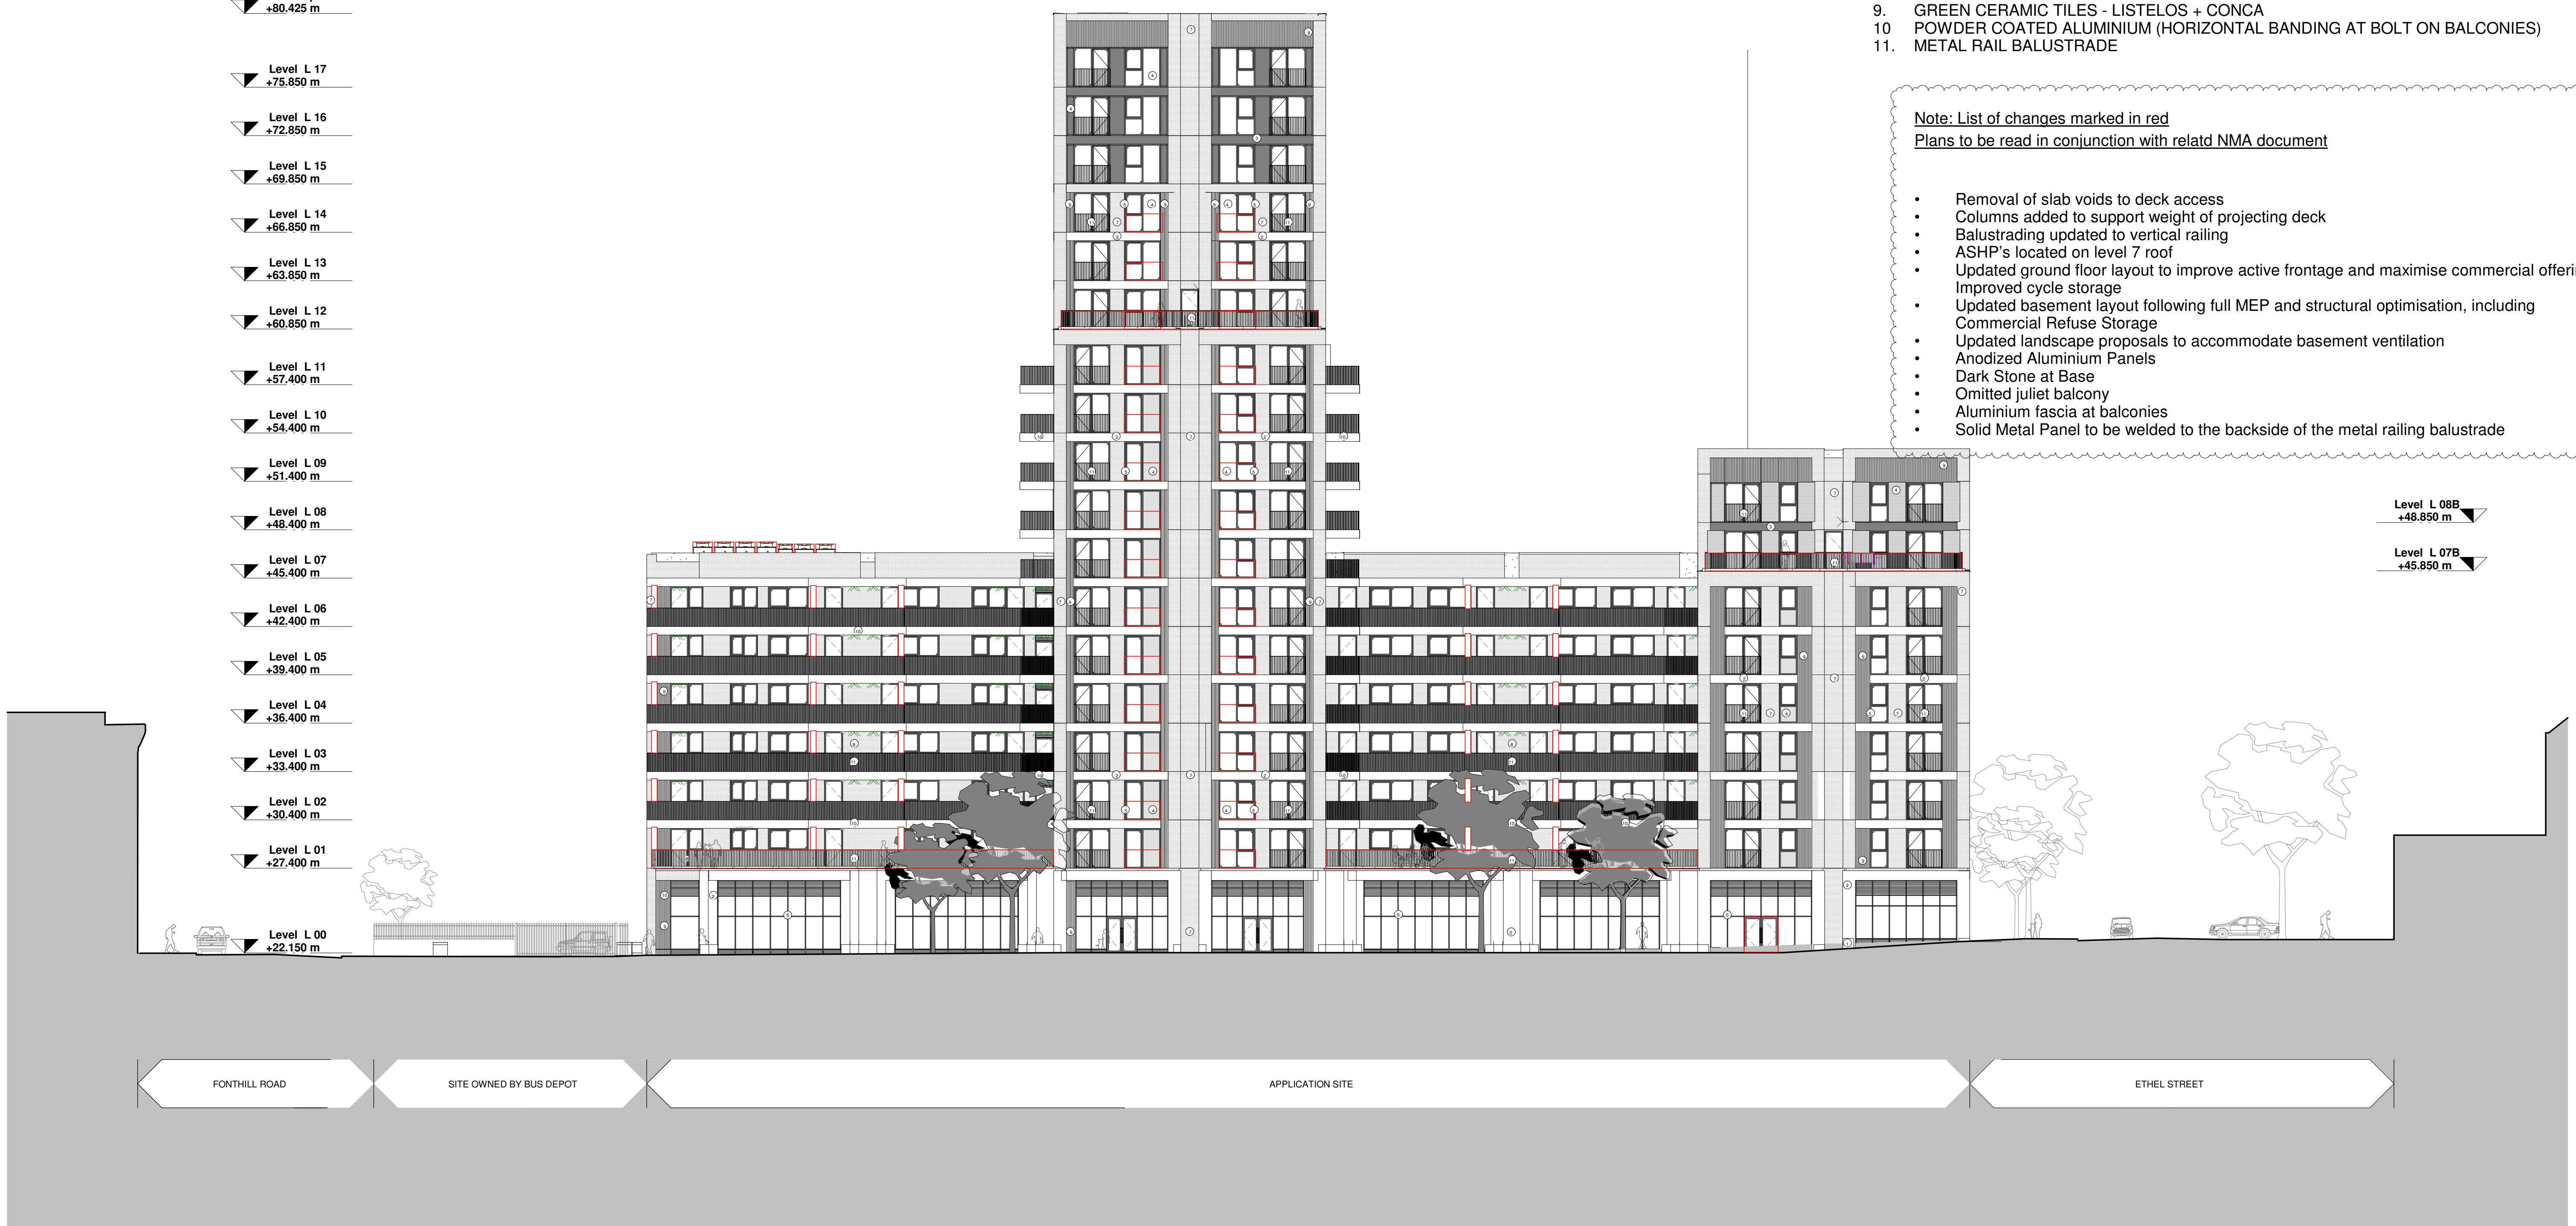 +80.425 m
Level L 17
+75.850 m
Level L 16
+72.850 m
Level L 15
+69.850 m
Level L 14
+66.850 m
Level L 13
+63.850 m
Level L 12
+60.850 m
Level L 11
+57.400 m
Level L 10
+54.400 m
Level L 09
+51.400 m
Level L 08
+48.400 m
Level L 07
+45.400 m
Level L 06
+42.400 m
Level L 05
+39.400 m
Level L 04
+36.400 m
Level L 03
+33.400 m
Level L 02
+30.400 m
Level L 01
+27.400 m
Level L 00
+22.150 m
9. GREEN CERAMIC TILES - LISTELOS + CONCA
10 POWDER COATED ALUMINIUM (HORIZONTAL BANDING AT BOLT ON BALCONIES)
11. METAL RAIL BALUSTRADE
Note: List of changes marked in red
Plans to be read in conjunction with relatd NMA document
• Removal of slab voids to deck access
• Columns added to support weight of projecting deck
• Balustrading updated to vertical railing
• ASHP's located on level 7 roof
• Updated ground floor layout to improve active frontage and maximise commercial
Improved cycle storage
• Updated basement layout following full MEP and structural optimisation, including
Commercial Refuse Storage
• Updated landscape proposals to accommodate basement ventilation
• Anodized Aluminium Panels
• Dark Stone at Base
• Omitted juliet balcony
• Aluminium fascia at balconies
• Solid Metal Panel to be welded to the backside of the metal railing balustrade
Level L 08B
+48.850 m
Level L 07B
+45.850 m
FONTHILL ROAD
SITE OWNED BY BUS DEPOT
APPLICATION SITE
ETHEL STREET